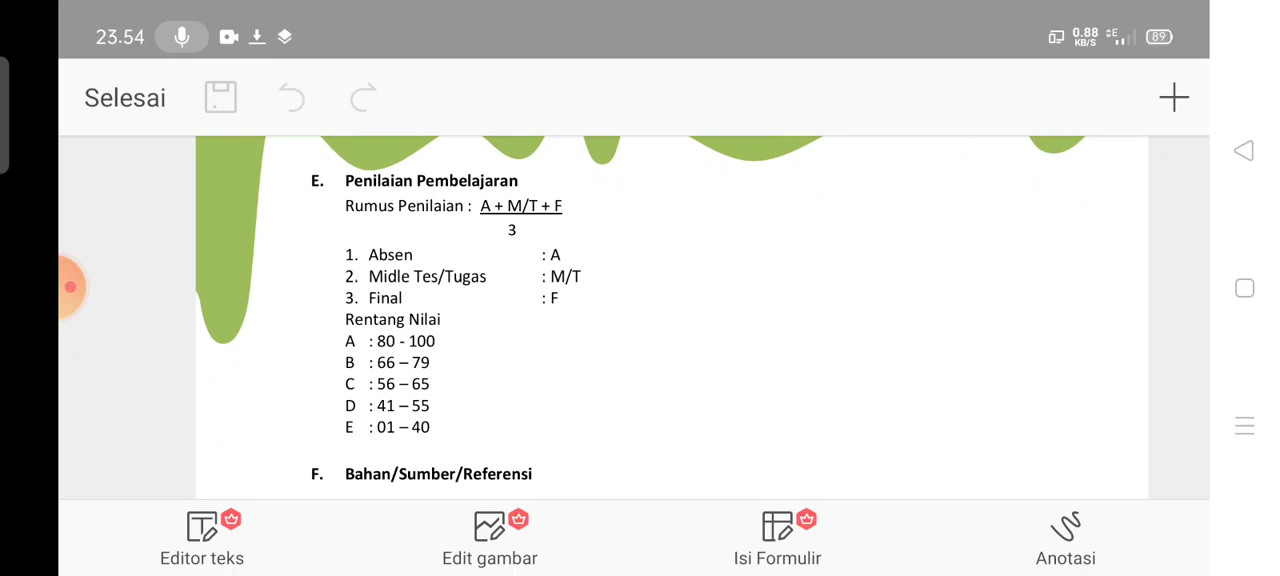 23.54
0.88
KB/S
E
89
Selesai
E. Penilaian Pembelajaran
Rumus Penilaian : A + M/T + F
3
1. Absen : A
2. Midle Tes/Tugas : M/T
3. Final : F
Rentang Nilai
A : 80 - 100
B : 66 – 79
C : 56 – 65
D : 41 – 55
E : 01 – 40
F. Bahan/Sumber/Referensi
Editor teks
Edit gambar
Isi Formulir
Anotasi